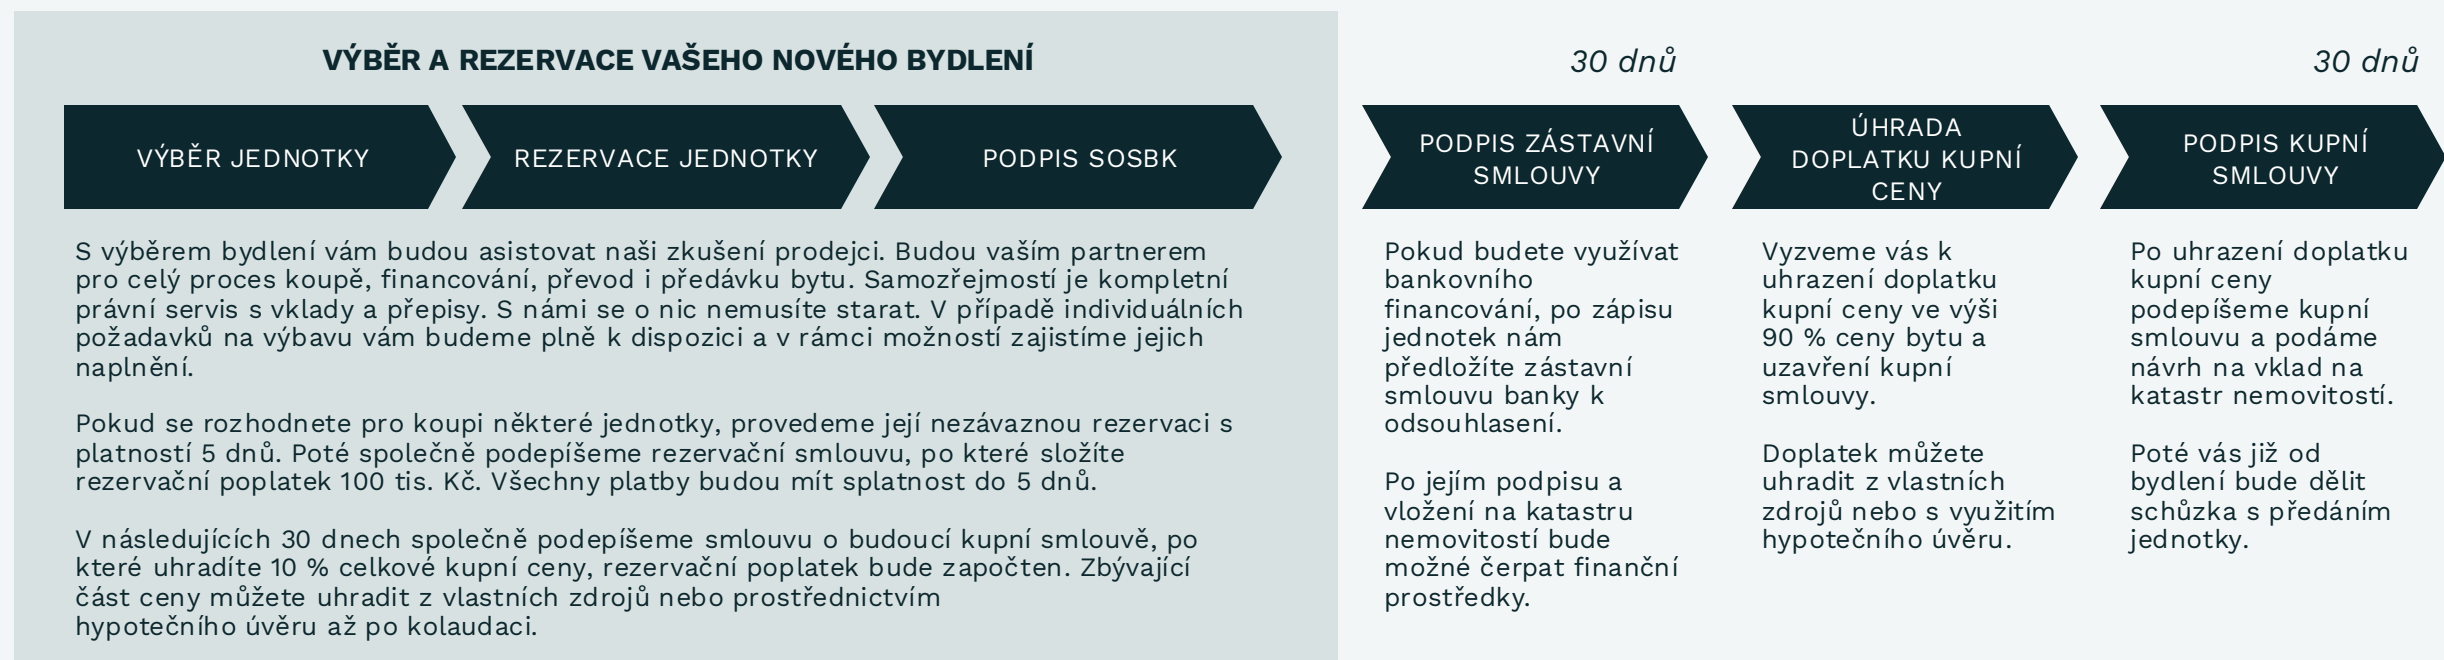 VÝBĚR A REZERVACE VAŠEHO NOVÉHO BYDLENÍ
VÝBĚR JEDNOTKY
REZERVACE JEDNOTKY
PODPIS SOSBK
S výběrem bydlení vám budou asistovat naši zkušení prodejci. Budou vaším partnerem
pro celý proces koupě, financování, převod i předávku bytu. Samozřejmostí je kompletní
právní servis s vklady a přepisy. S námi se o nic nemusíte starat. V případě individuálních
požadavků na výbavu vám budeme plně k dispozici a v rámci možností zajistíme jejich
naplnění.
Pokud se rozhodnete pro koupi některé jednotky, provedeme její nezávaznou rezervaci s
platností 5 dnů. Poté společně podepíšeme rezervační smlouvu, po které složíte
rezervační poplatek 100 tis. Kč. Všechny platby budou mít splatnost do 5 dnů.
V následujících 30 dnech společně podepíšeme smlouvu o budoucí kupní smlouvě, po
které uhradíte 10 % celkové kupní ceny, rezervační poplatek bude započten. Zbývající
část ceny můžete uhradit z vlastních zdrojů nebo prostřednictvím
hypotečního úvěru až po kolaudaci.
30 dnů
PODPIS ZÁSTAVNÍ
SMLOUVY
Pokud budete využívat
bankovního
financování, po zápisu
jednotek nám
předložíte zástavní
smlouvu banky k
odsouhlasení.
Po jejím podpisu a
vložení na katastru
nemovitostí bude
možné čerpat finanční
prostředky.
ÚHRADA
DOPLATKU KUPNÍ
CENY
Vyzveme vás k
uhrazení doplatku
kupní ceny ve výši
90 % ceny bytu a
uzavření kupní
smlouvy.
Doplatek můžete
uhradit z vlastních
zdrojů nebo s využitím
hypotečního úvěru.
30 dnů
PODPIS KUPNÍ
SMLOUVY
Po uhrazení doplatku
kupní ceny
podepíšeme kupní
smlouvu a podáme
návrh na vklad na
katastr nemovitostí.
Poté vás již od
bydlení bude dělit
schůzka s předáním
jednotky.